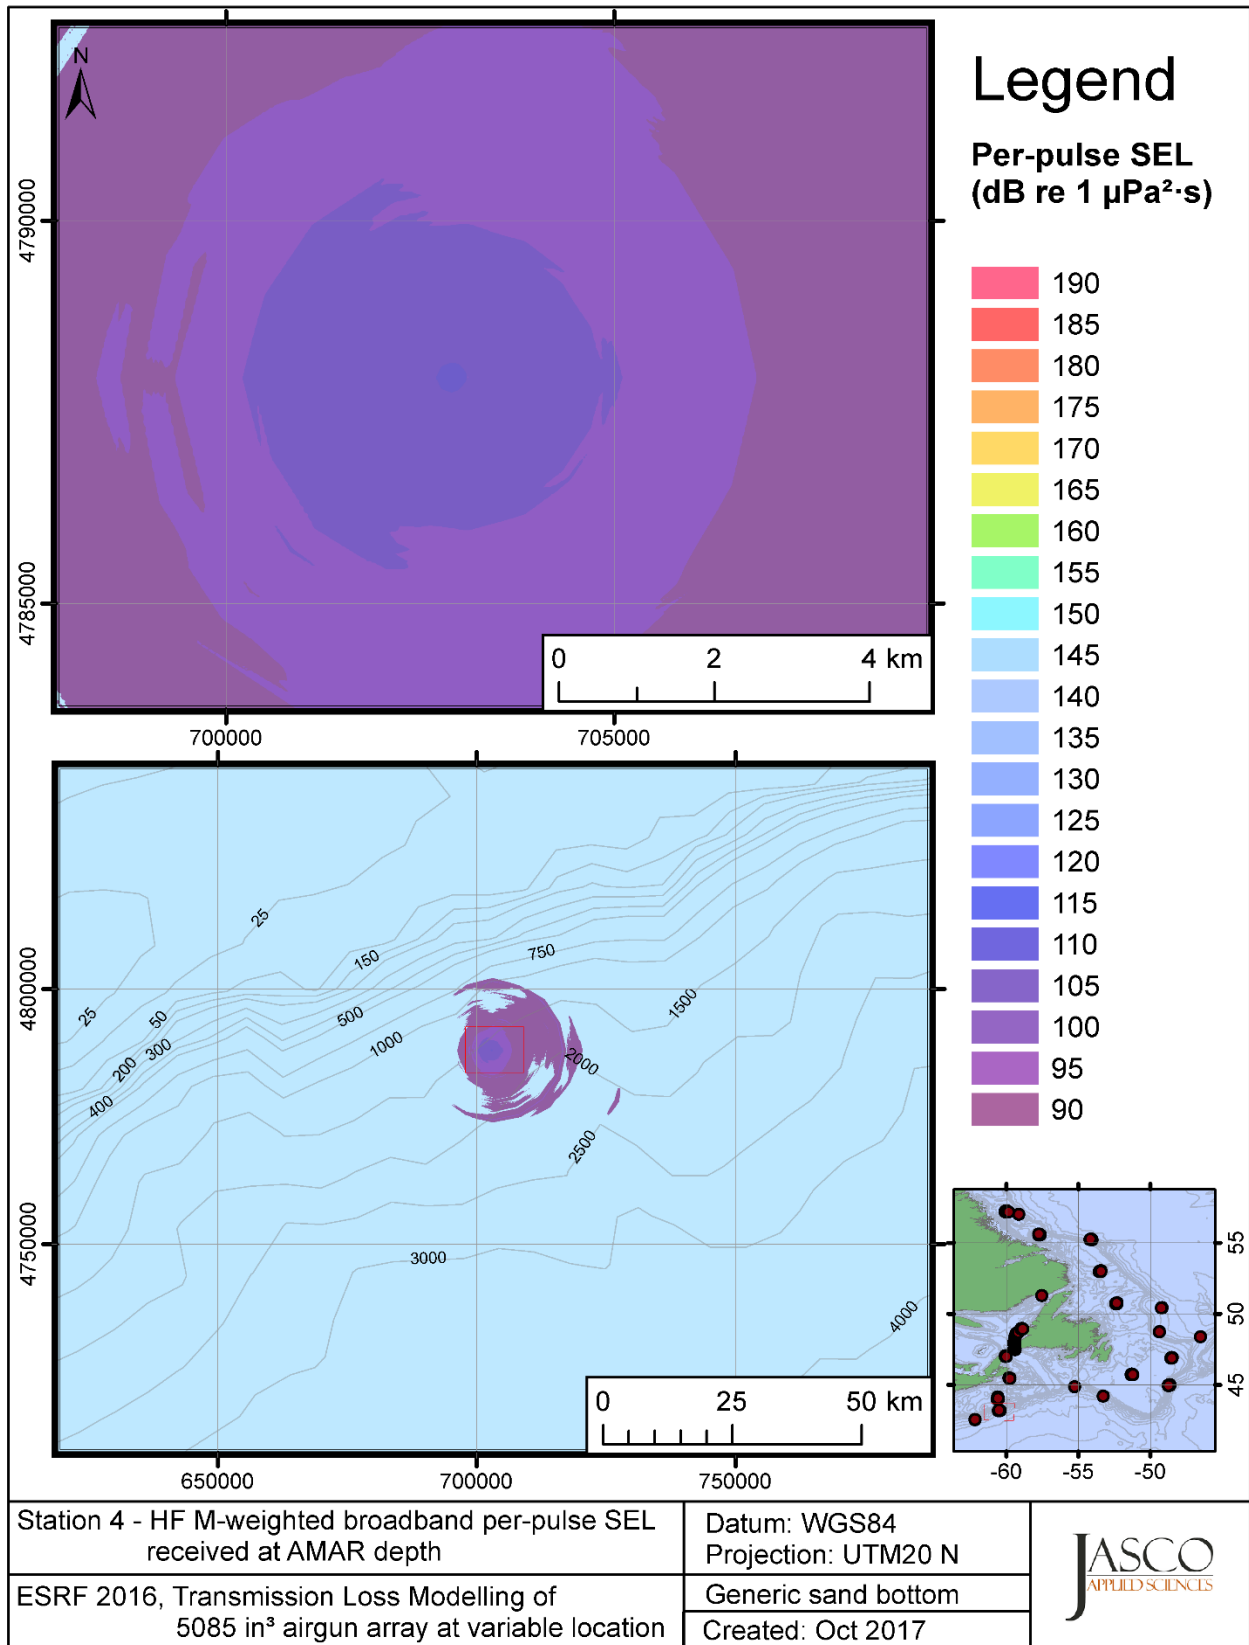 N
4790000
4785000
0 2 4 km
700000 705000
Legend
Per-pulse SEL
(dB re 1 µPa²·s)
190
185
180
175
170
165
160
155
150
145
140
135
130
125
120
115
110
105
100
95
90
4800000
4750000
25
25
50
150
200
300
400
500
750
1000
1500
2000
2500
3000
4000
0 25 50 km
650000 700000 750000
55
50
45
-60 -55 -50
Station 4 - HF M-weighted broadband per-pulse SEL
received at AMAR depth
ESRF 2016, Transmission Loss Modelling of
5085 in³ airgun array at variable location
Datum: WGS84
Projection: UTM20 N
Generic sand bottom
Created: Oct 2017
JASCO
APPLIED SCIENCES